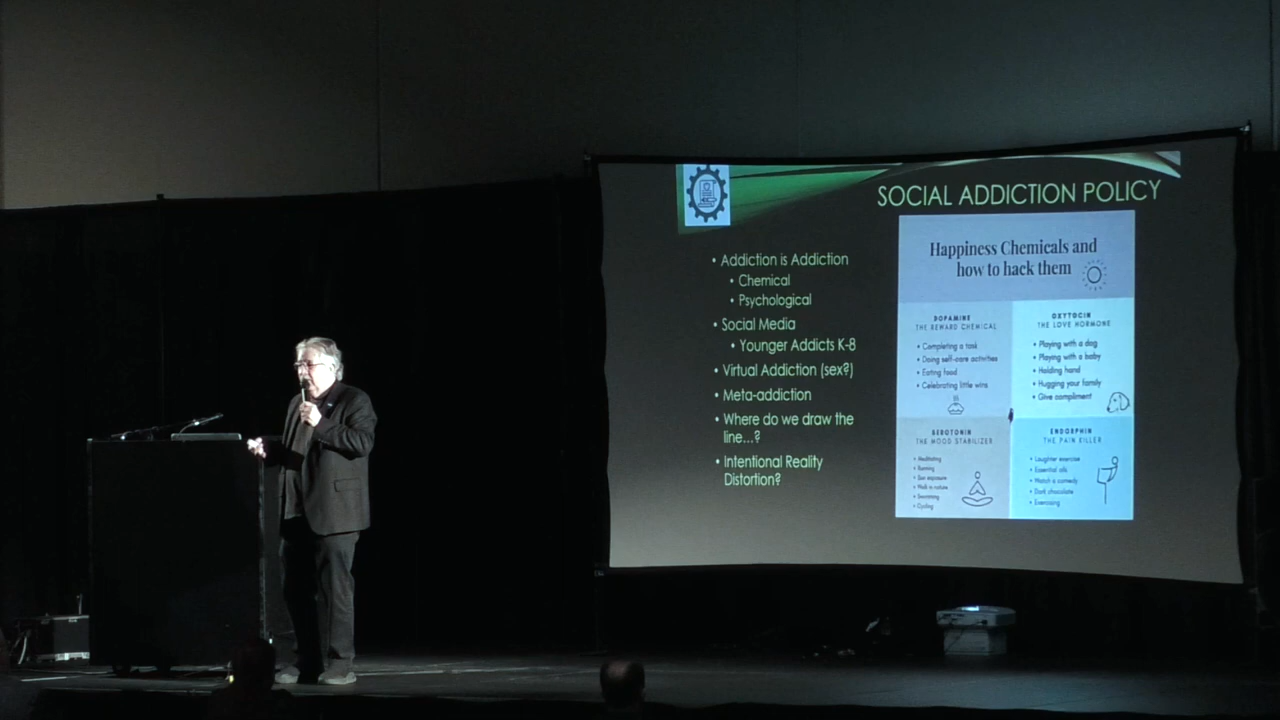 SOCIAL ADDICTION POLICY
• Addiction is Addiction
• Chemical
• Psychological
• Social Media
• Younger Addicts K-8
• Virtual Addiction (sex?)
• Meta-addiction
• Where do we draw the
line...?
• Intentional Reality
Distortion?
Happiness Chemicals and
how to hack them
DOPAMINE
THE REWARD CHEMICAL
• Completing a task
• Doing self-care activities
• Eating food
• Celebrating little wins
OXYTOCIN
THE LOVE HORMONE
• Playing with a dog
• Playing with a baby
• Holding hand
• Hugging your family
• Give compliment
SEROTONIN
THE MOOD STABILIZER
• Meditating
• Running
• Sun exposure
• Walk in nature
• Swimming
• Cycling
ENDORPHIN
THE PAIN KILLER
• Laughter exercise
• Essential oils
• Watch a comedy
• Dark chocolate
• Exercising